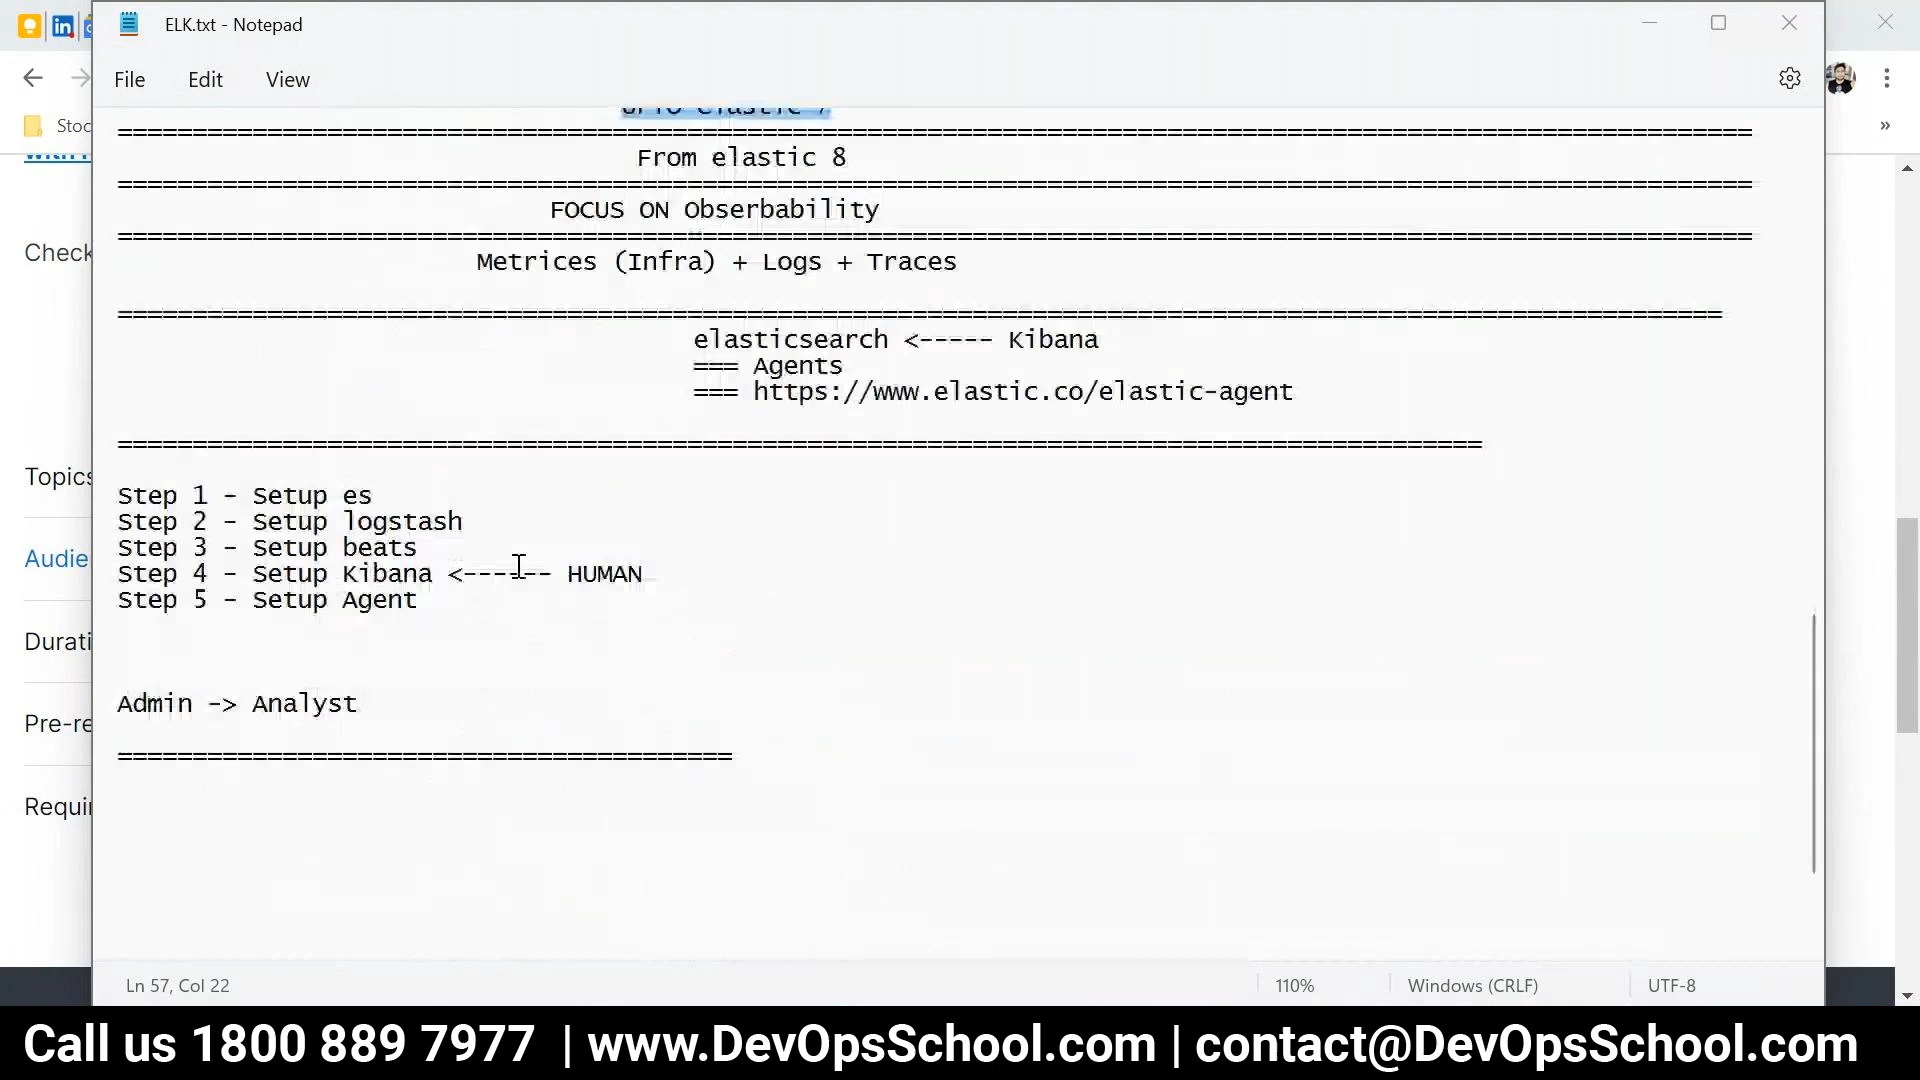 ELK.txt - Notepad
File Edit View
Stoc
UPTO elastic 7
==============================================================================================================
From elastic 8
==============================================================================================================
FOCUS ON Obserbability
==============================================================================================================
Check
Metrices (Infra) + Logs + Traces
============================================================================================================
elasticsearch <----- Kibana
=== Agents
=== https://www.elastic.co/elastic-agent
============================================================================================
Topics
Step 1 - Setup es
Step 2 - Setup logstash
Step 3 - Setup beats
Audie
Step 4 - Setup Kibana <------ HUMAN
Step 5 - Setup Agent
Durati
Admin -> Analyst
Pre-re
==========================================
Requi
Ln 57, Col 22 110% Windows (CRLF) UTF-8
Call us 1800 889 7977 | www.DevOpsSchool.com | contact@DevOpsSchool.com